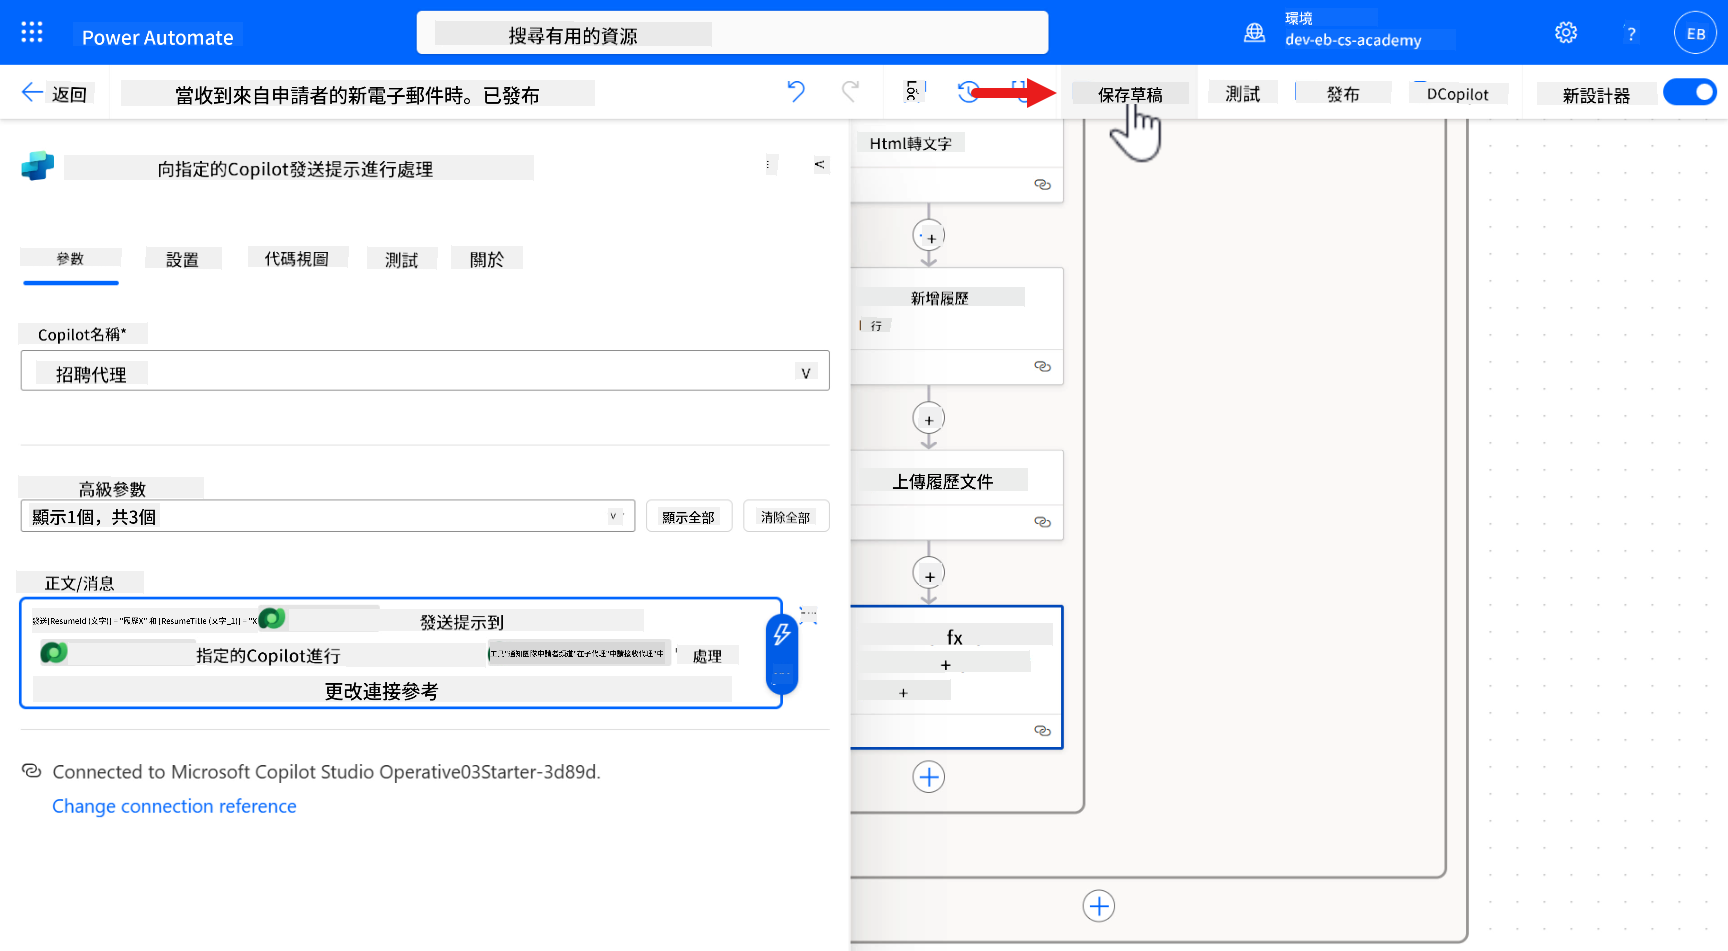 Power Automate
搜尋有用的資源
環境
dev-eb-cs-academy
?
EB
返回
當收到來自申請者的新電子郵件時。已發布
保存草稿
測試
發布
DCopilot
新設計器
向指定的Copilot發送提示進行處理
參數
設置
代碼視圖
測試
關於
Copilot名稱*
招聘代理
高級參數
顯示1個，共3個
顯示全部
清除全部
正文/消息
發送提示到
指定的Copilot進行
處理
更改連接參考
Connected to Microsoft Copilot Studio Operative03Starter-3d89d.
Change connection reference
Html轉文字
新增履歷
行
上傳履歷文件
fx